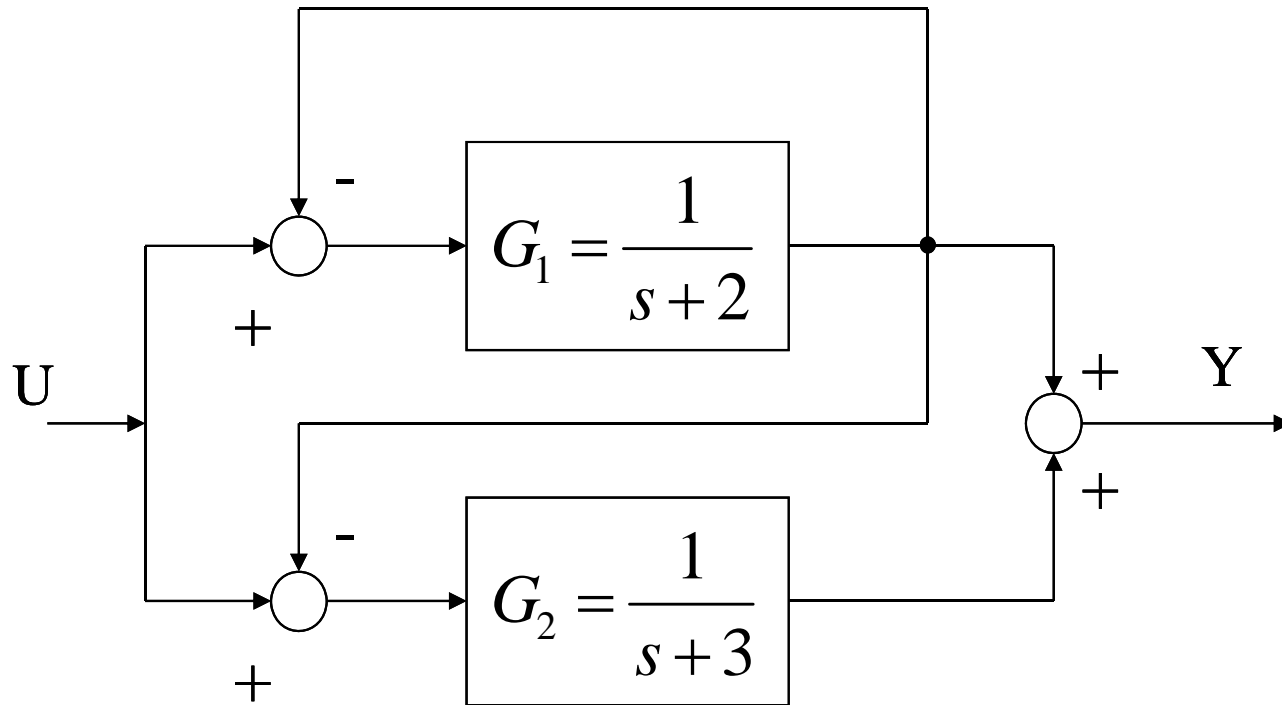 -
G₁ = 1/(s+2)
+
U
+
Y
+
-
G₂ = 1/(s+3)
+